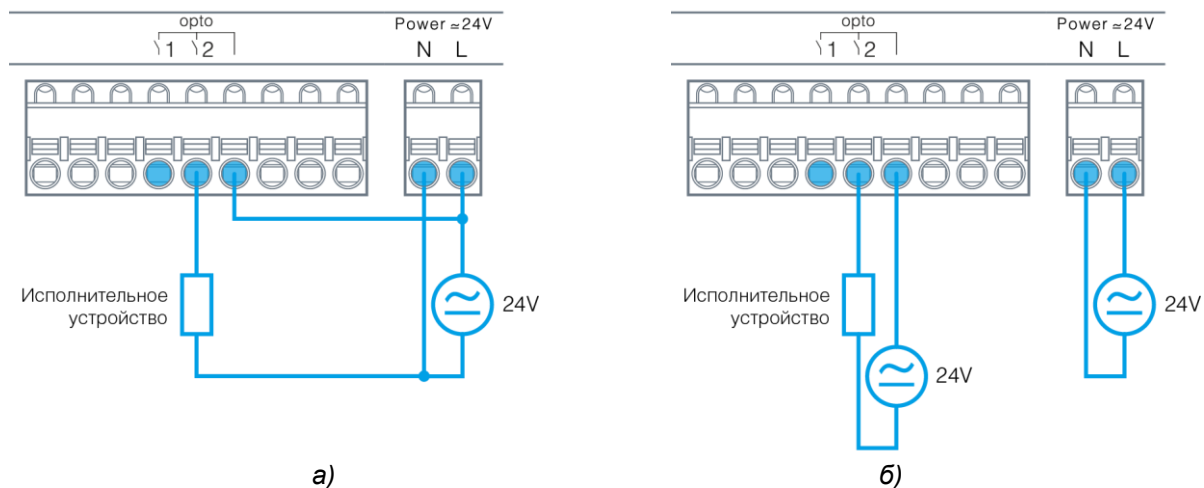 opto
1 2
Power ≃24V
N L
Исполнительное
устройство
24V
а)
opto
1 2
Power ≃24V
N L
Исполнительное
устройство
24V
24V
б)